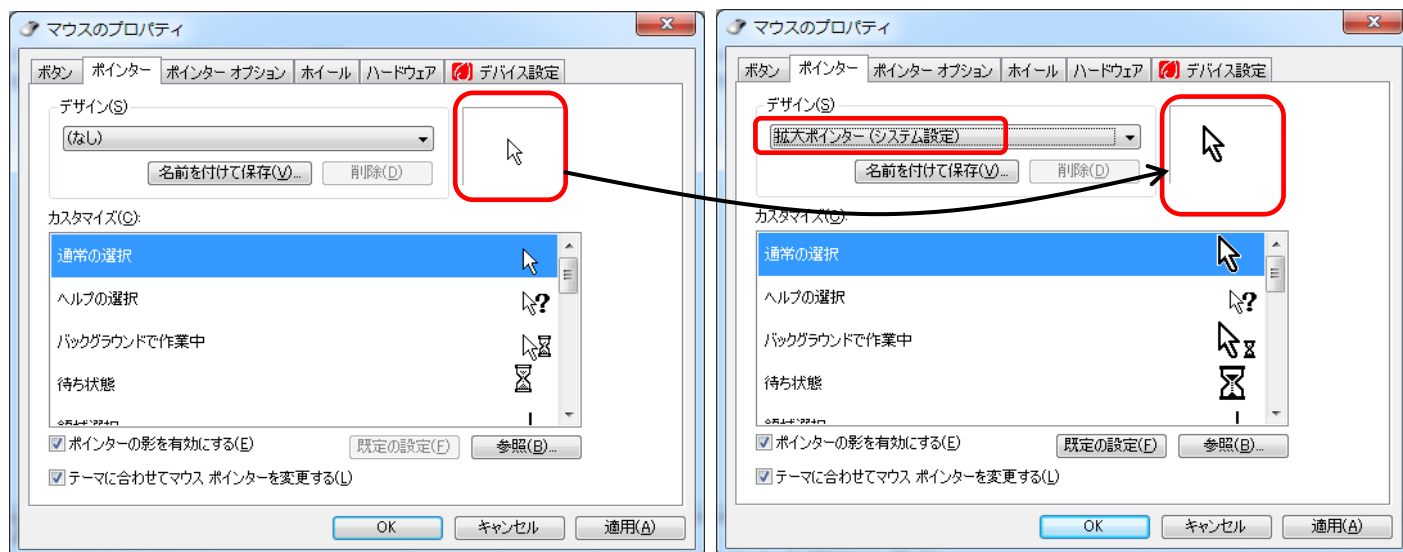 マウスのプロパティ
ボタン ポインター ポインター オプション ホイール ハードウェア デバイス設定
デザイン(S)
(なし)
名前を付けて保存(V)... 削除(D)
カスタマイズ(C):
通常の選択
ヘルプの選択
バックグラウンドで作業中
待ち状態
領域選択
ポインターの影を有効にする(E) 既定の設定(F) 参照(B)...
テーマに合わせてマウス ポインターを変更する(L)
OK キャンセル 適用(A)
マウスのプロパティ
ボタン ポインター ポインター オプション ホイール ハードウェア デバイス設定
デザイン(S)
拡大ポインター (システム設定)
名前を付けて保存(V)... 削除(D)
カスタマイズ(C):
通常の選択
ヘルプの選択
バックグラウンドで作業中
待ち状態
領域選択
ポインターの影を有効にする(E) 既定の設定(F) 参照(B)...
テーマに合わせてマウス ポインターを変更する(L)
OK キャンセル 適用(A)